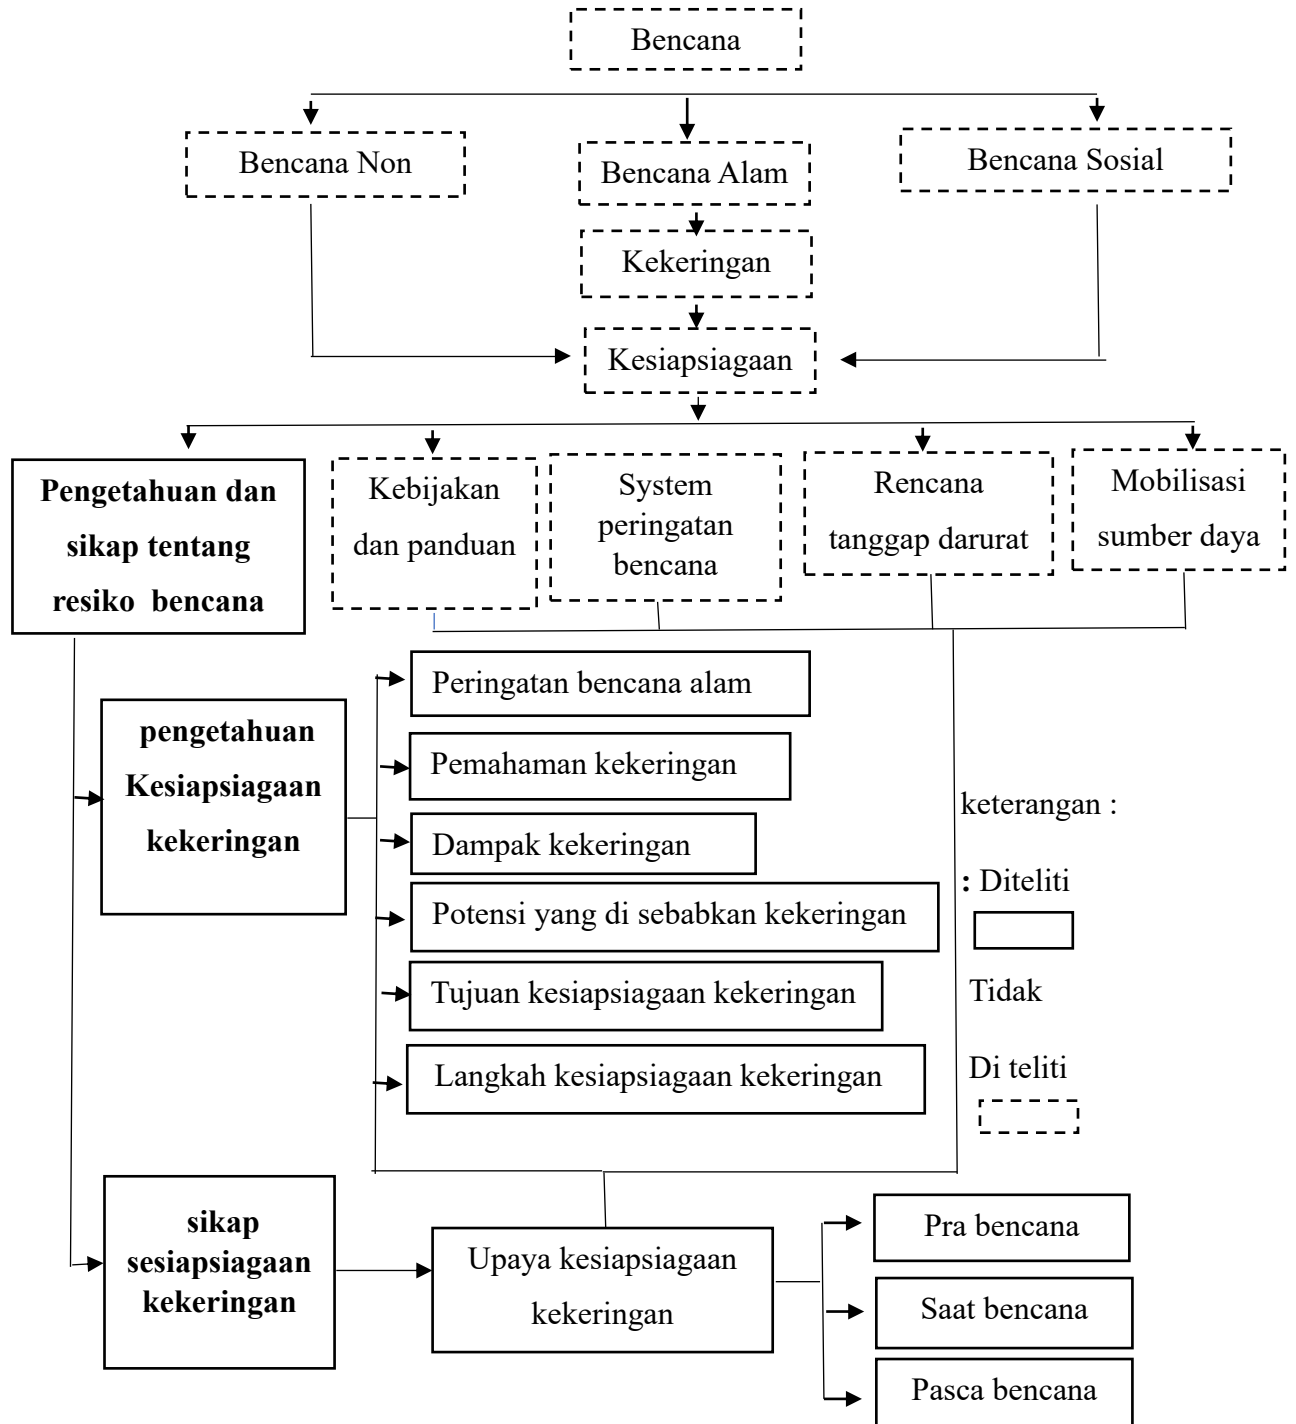 Bencana
Bencana Non
Bencana Alam
Bencana Sosial
Kekeringan
Kesiapsiagaan
Pengetahuan dan
sikap tentang
resiko bencana
Kebijakan
dan panduan
System
peringatan
bencana
Rencana
tanggap darurat
Mobilisasi
sumber daya
pengetahuan
Kesiapsiagaan
kekeringan
Peringatan bencana alam
Pemahaman kekeringan
Dampak kekeringan
Potensi yang di sebabkan kekeringan
Tujuan kesiapsiagaan kekeringan
Langkah kesiapsiagaan kekeringan
keterangan :
: Diteliti
Tidak
Di teliti
sikap
sesiapsiagaan
kekeringan
Upaya kesiapsiagaan
kekeringan
Pra bencana
Saat bencana
Pasca bencana